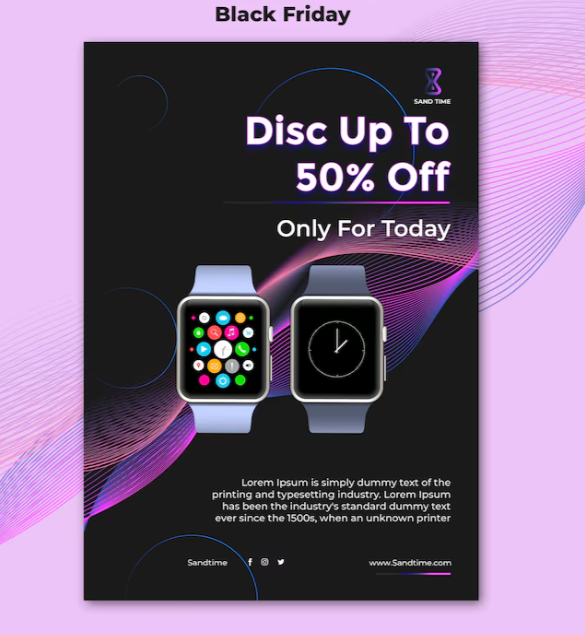 Black Friday
SAND TIME
Disc Up To
50% Off
Only For Today
Lorem Ipsum is simply dummy text of the
printing and typesetting industry. Lorem Ipsum
has been the industry's standard dummy text
ever since the 1500s, when an unknown printer
Sandtime
www.Sandtime.com